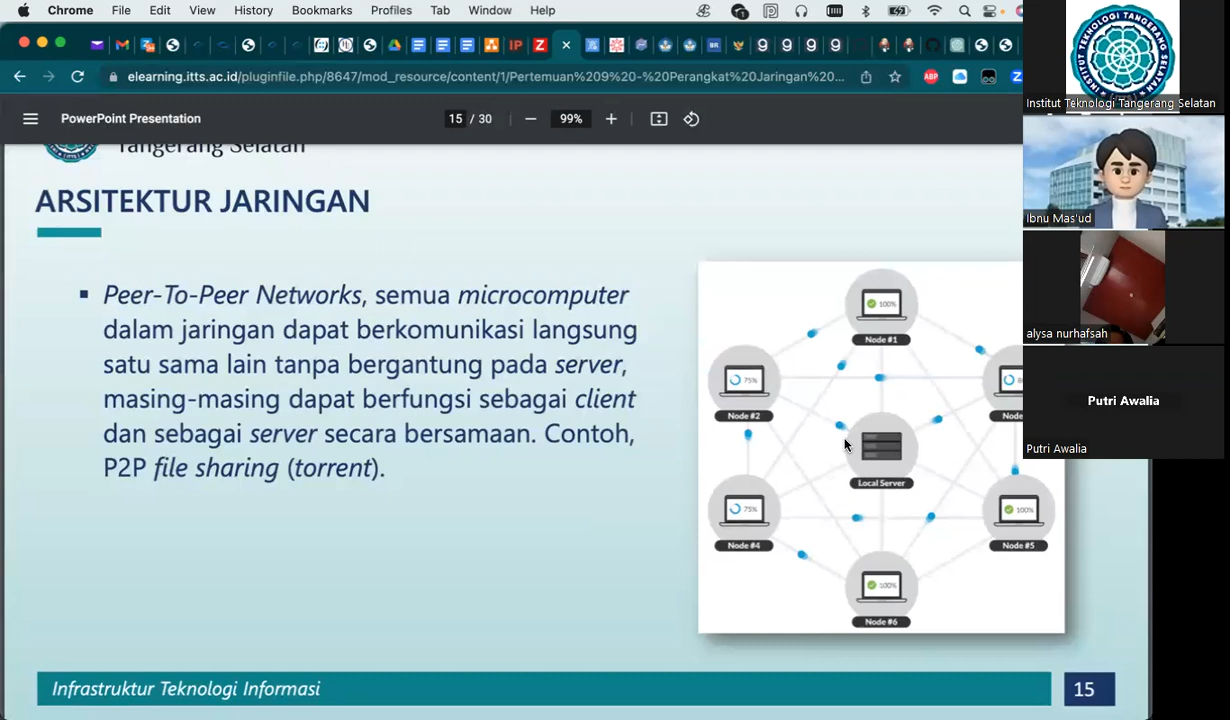 Chrome File Edit View History Bookmarks Profiles Tab Window Help
elearning.itts.ac.id/pluginfile.php/8647/mod_resource/content/1/Pertemuan%209%20-%20Perangkat%20Jaringan%20...
PowerPoint Presentation
15 / 30
99%
Tangerang Selatan
ARSITEKTUR JARINGAN
▪ Peer-To-Peer Networks, semua microcomputer
dalam jaringan dapat berkomunikasi langsung
satu sama lain tanpa bergantung pada server,
masing-masing dapat berfungsi sebagai client
dan sebagai server secara bersamaan. Contoh,
P2P file sharing (torrent).
100%
Node #1
75%
Node #2
Node
Local Server
75%
Node #4
100%
Node #5
100%
Node #6
Infrastruktur Teknologi Informasi
15
INSTITUT TEKNOLOGI TANGERANG SELATAN
Institut Teknologi Tangerang Selatan
Ibnu Mas'ud
alysa nurhafsah
Putri Awalia
Putri Awalia